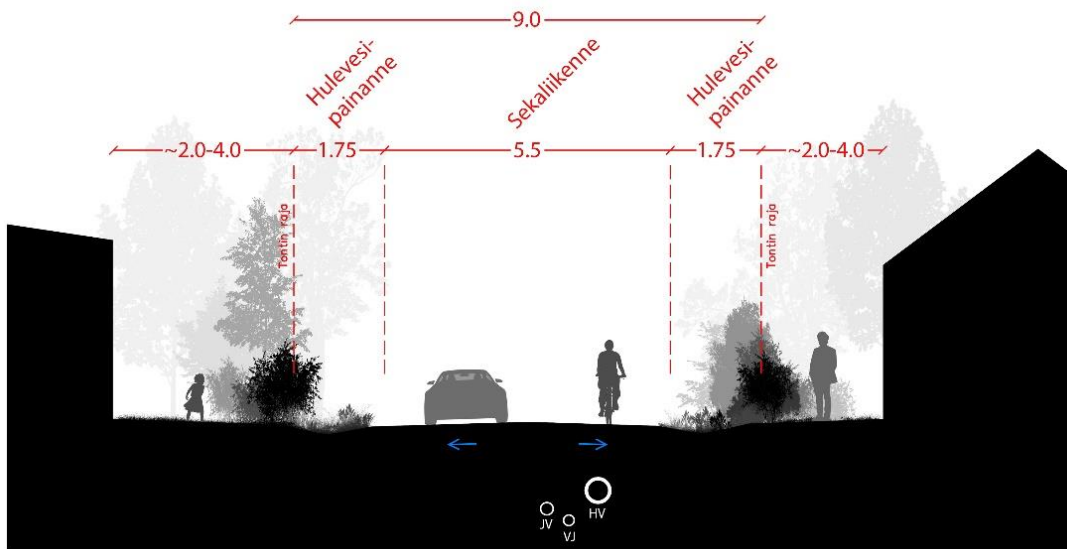 9.0
Hulevesi-
painanne
Sekaliikenne
Hulevesi-
painanne
~2.0-4.0
1.75
5.5
1.75
~2.0-4.0
Tontin raja
Tontin raja
HV
JV
VJ